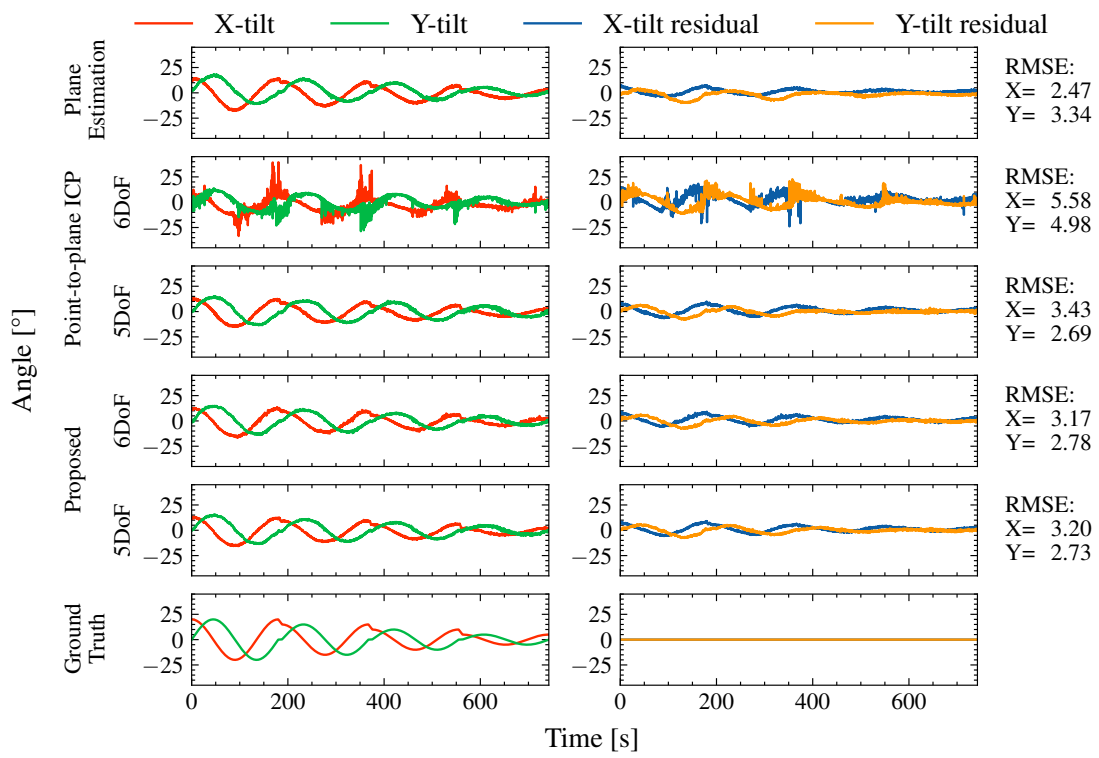 X-tilt Y-tilt X-tilt residual Y-tilt residual
Angle [°]
Plane
Estimation
25
0
−25
25
0
−25
RMSE:
X= 2.47
Y= 3.34
Point-to-plane ICP
6DoF
25
0
−25
25
0
−25
RMSE:
X= 5.58
Y= 4.98
5DoF
25
0
−25
25
0
−25
RMSE:
X= 3.43
Y= 2.69
Proposed
6DoF
25
0
−25
25
0
−25
RMSE:
X= 3.17
Y= 2.78
5DoF
25
0
−25
25
0
−25
RMSE:
X= 3.20
Y= 2.73
Ground
Truth
25
0
−25
25
0
−25
0 200 400 600 0 200 400 600
Time [s]